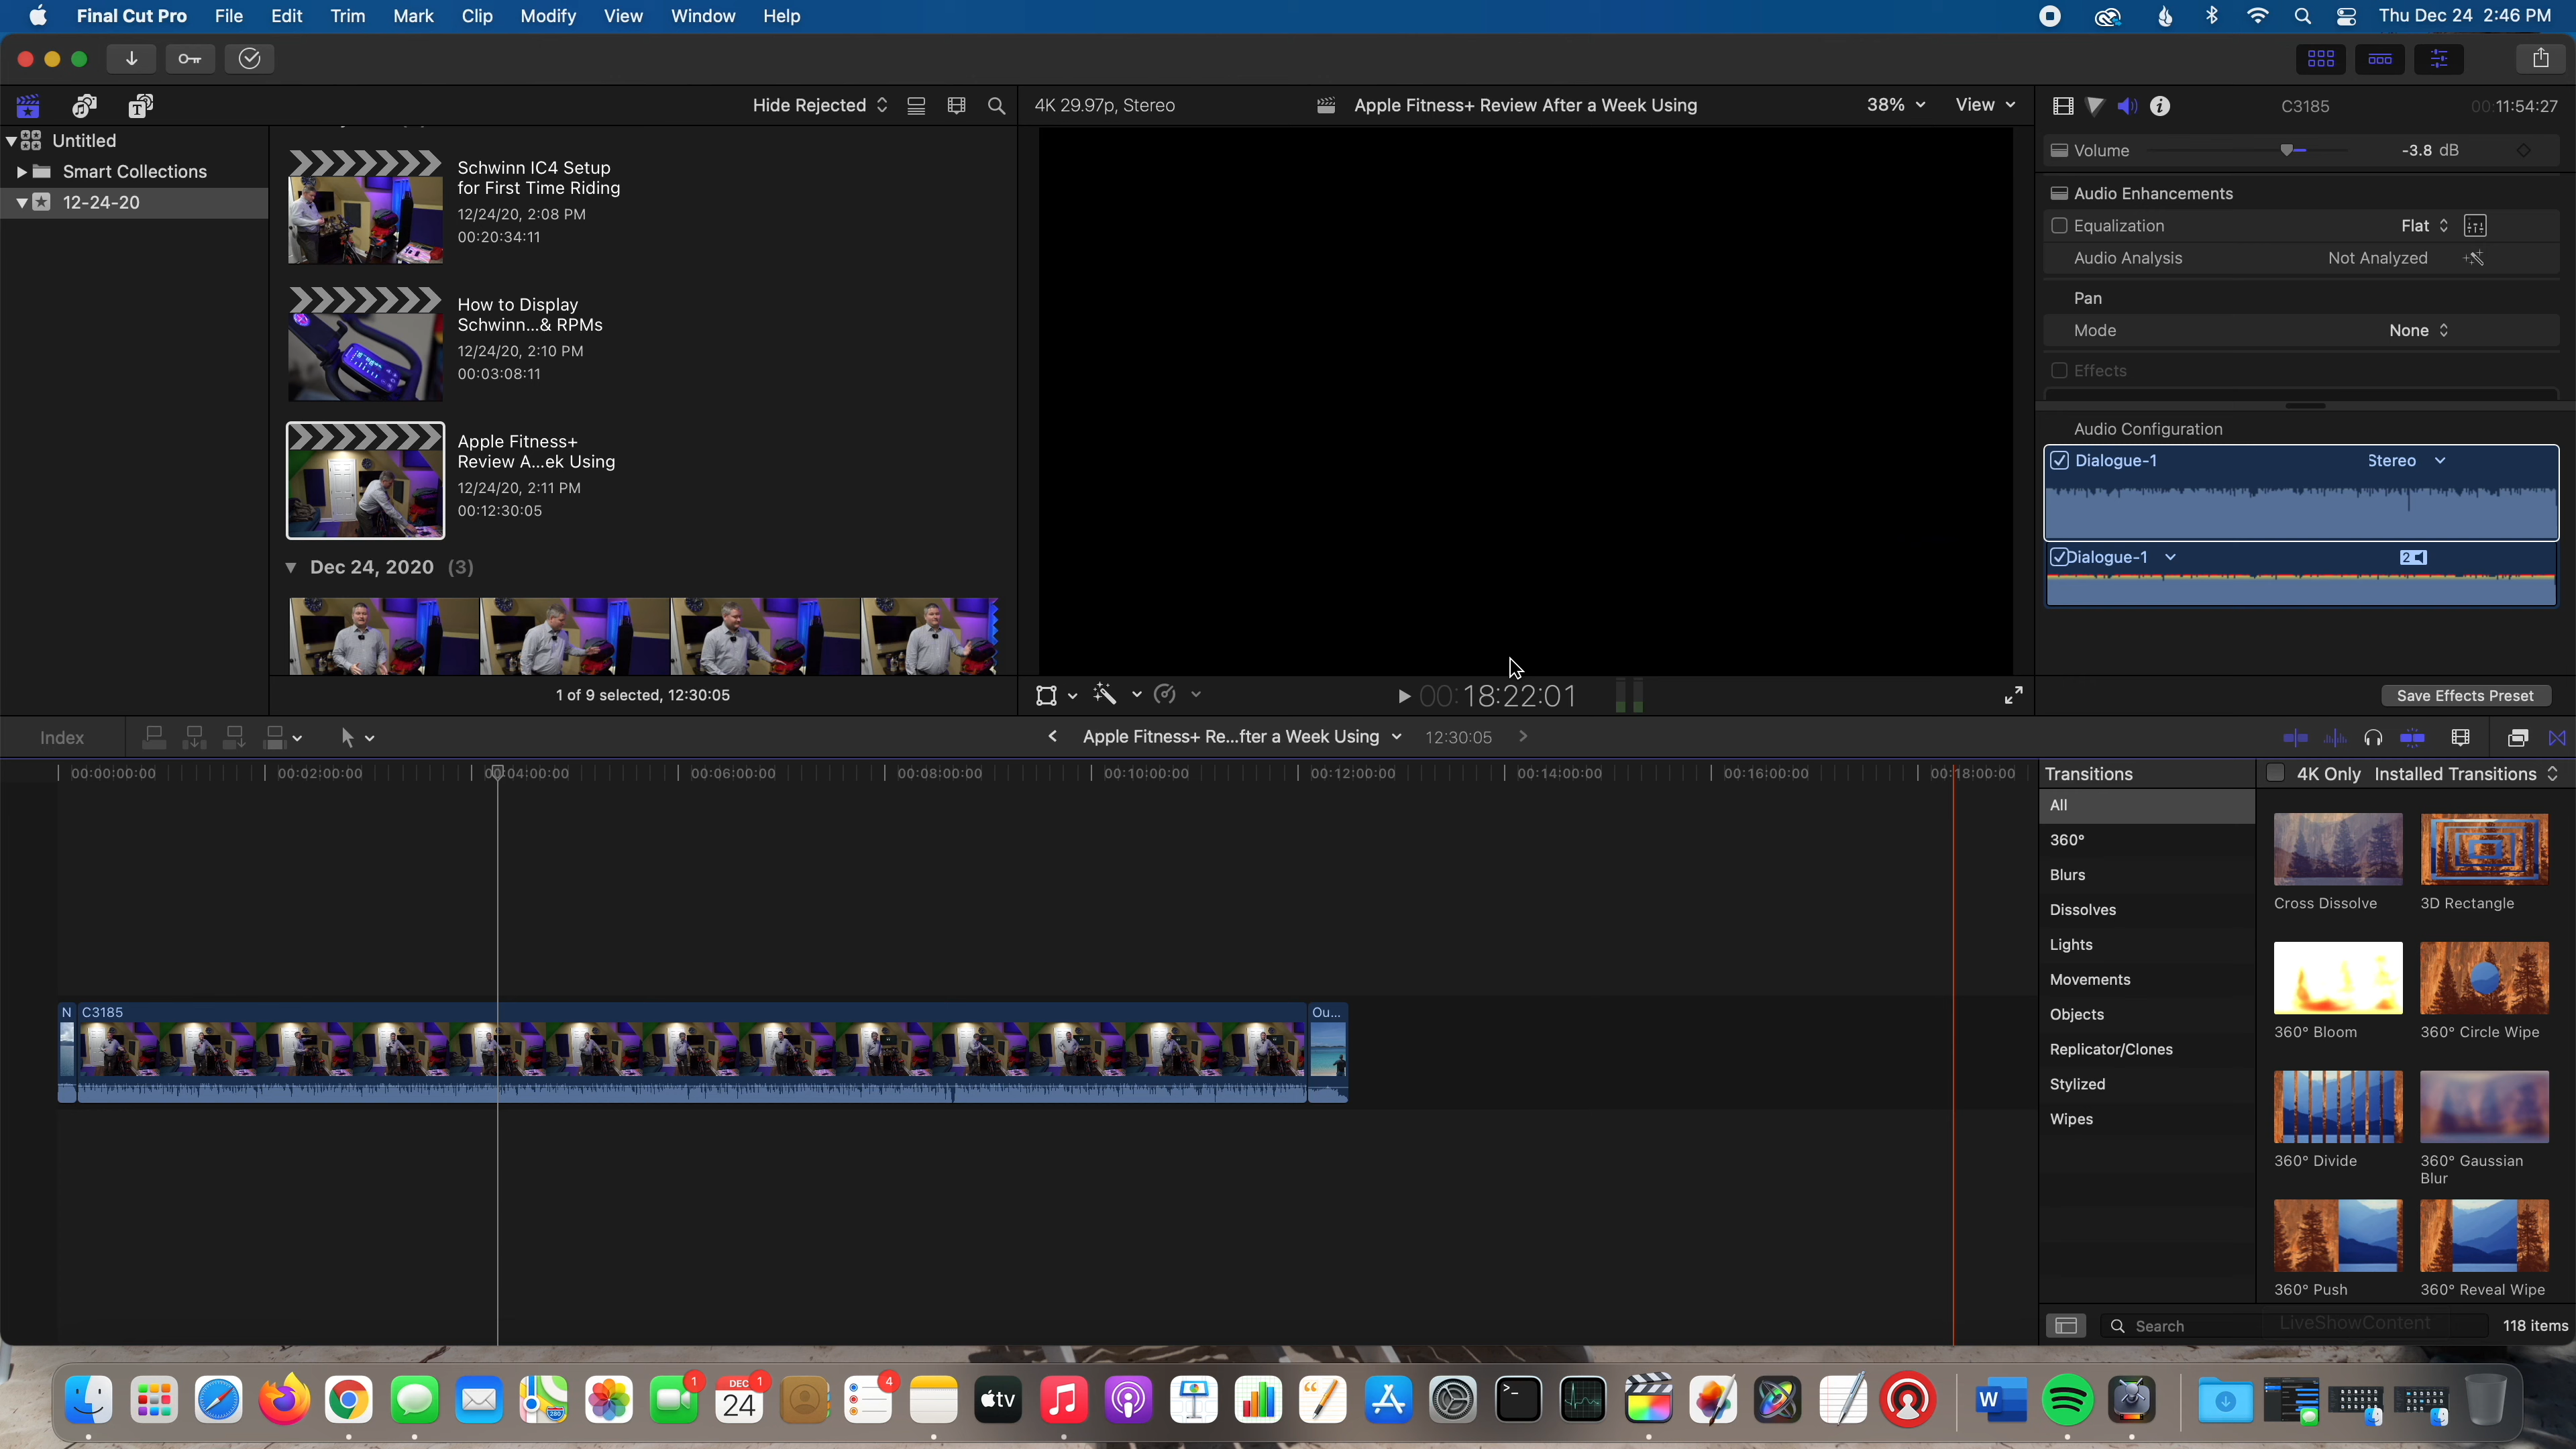 Final Cut Pro File Edit Trim Mark Clip Modify View Window Help Thu Dec 24 2:46 PM
Hide Rejected 4K 29.97p, Stereo Apple Fitness+ Review After a Week Using 38% View C3185 00:11:54:27
Untitled
Smart Collections
12-24-20
Schwinn IC4 Setup
for First Time Riding
12/24/20, 2:08 PM
00:20:34:11
How to Display
Schwinn...& RPMs
12/24/20, 2:10 PM
00:03:08:11
Apple Fitness+
Review A...ek Using
12/24/20, 2:11 PM
00:12:30:05
Dec 24, 2020 (3)
1 of 9 selected, 12:30:05
00:18:22:01
Volume -3.8 dB
Audio Enhancements
Equalization Flat
Audio Analysis Not Analyzed
Pan
Mode None
Effects
Audio Configuration
Dialogue-1 Stereo
Dialogue-1 2
Save Effects Preset
Index Apple Fitness+ Re...fter a Week Using 12:30:05
00:00:00:00 00:02:00:00 00:04:00:00 00:06:00:00 00:08:00:00 00:10:00:00 00:12:00:00 00:14:00:00 00:16:00:00 00:18:00:00
N C3185 Ou...
Transitions 4K Only Installed Transitions
All
360°
Blurs
Dissolves
Lights
Movements
Objects
Replicator/Clones
Stylized
Wipes
Cross Dissolve 3D Rectangle
360° Bloom 360° Circle Wipe
360° Divide 360° Gaussian
Blur
360° Push 360° Reveal Wipe
Search LiveShowContent 118 items
1 DEC 24 1 4 tv W
280